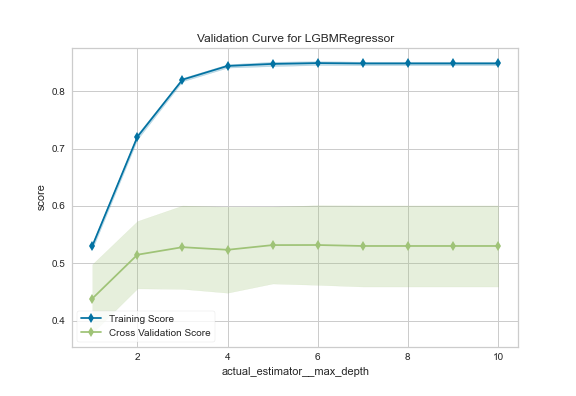 Validation Curve for LGBMRegressor
score
0.8
0.7
0.6
0.5
0.4
Training Score
Cross Validation Score
2
4
6
8
10
actual_estimator__max_depth